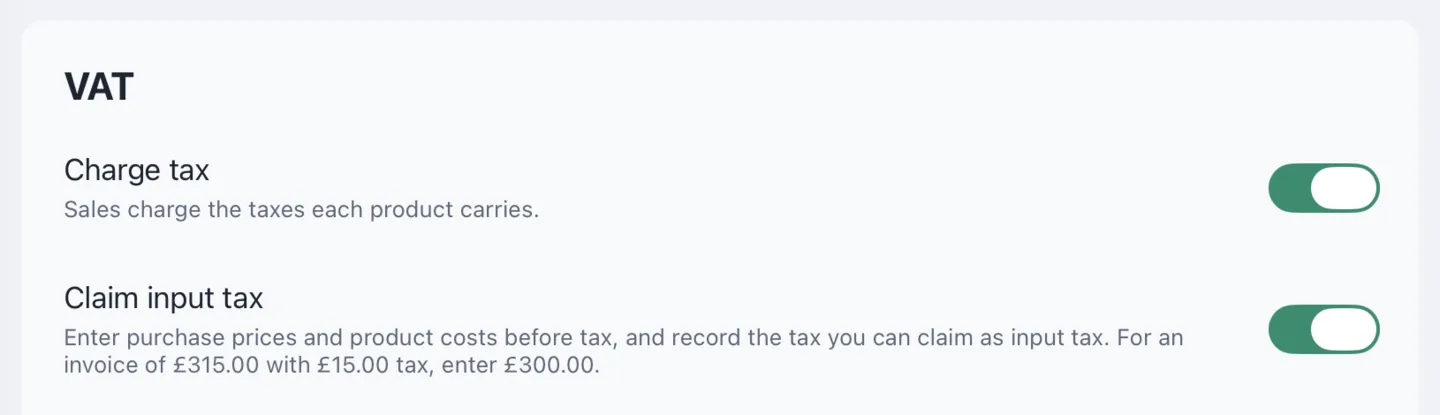 VAT
Charge tax
Sales charge the taxes each product carries.
Claim input tax
Enter purchase prices and product costs before tax, and record the tax you can claim as input tax. For an
invoice of £315.00 with £15.00 tax, enter £300.00.